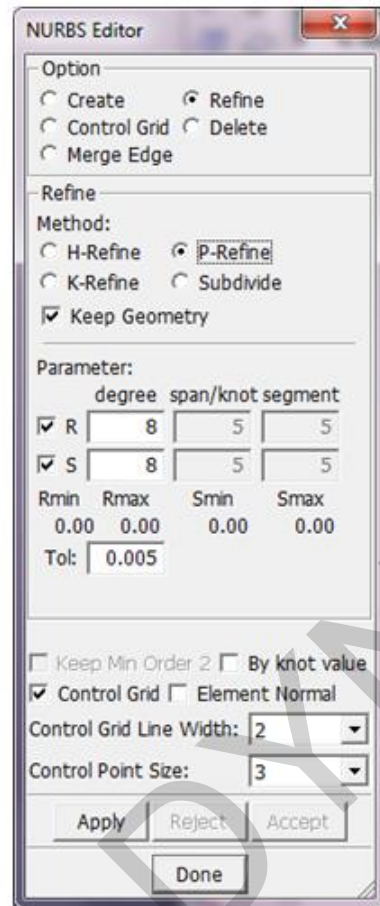 NURBS Editor
Option
Create Refine
Control Grid Delete
Merge Edge
Refine
Method:
H-Refine P-Refine
K-Refine Subdivide
Keep Geometry
Parameter:
degree span/knot segment
R 8 5 5
S 8 5 5
Rmin Rmax Smin Smax
0.00 0.00 0.00 0.00
Tol: 0.005
Keep Min Order 2 By knot value
Control Grid Element Normal
Control Grid Line Width: 2
Control Point Size: 3
Apply Reject Accept
Done
DYN